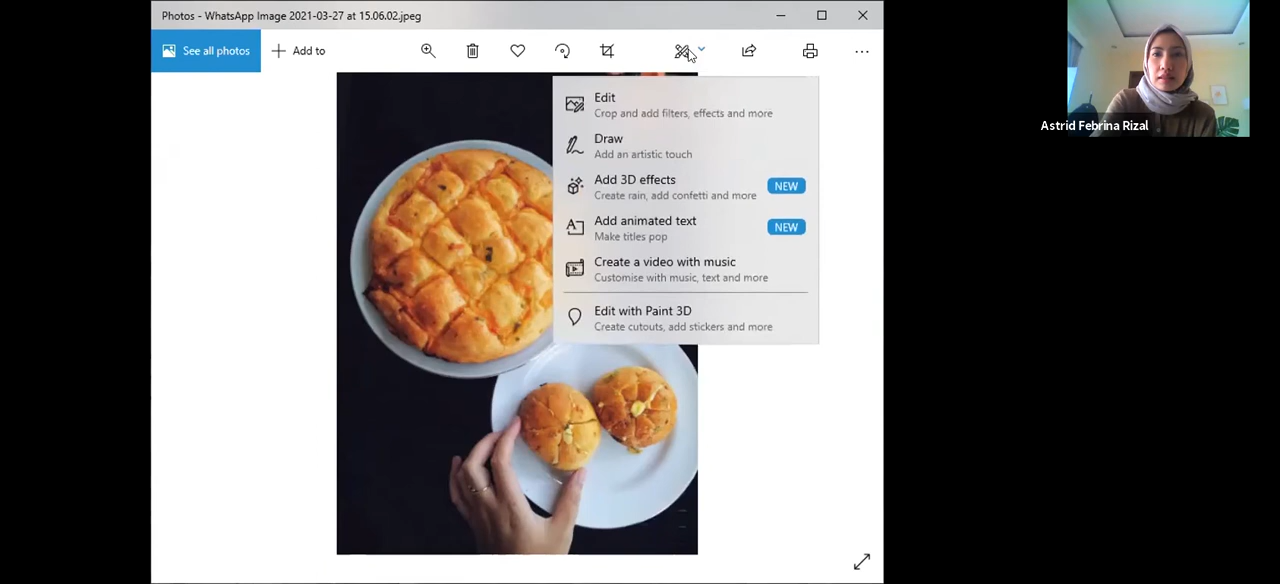 Photos - WhatsApp Image 2021-03-27 at 15.06.02.jpeg
See all photos
Add to
Edit
Crop and add filters, effects and more
Draw
Add an artistic touch
Add 3D effects
Create rain, add confetti and more
NEW
Add animated text
Make titles pop
NEW
Create a video with music
Customise with music, text and more
Edit with Paint 3D
Create cutouts, add stickers and more
Astrid Febrina Rizal